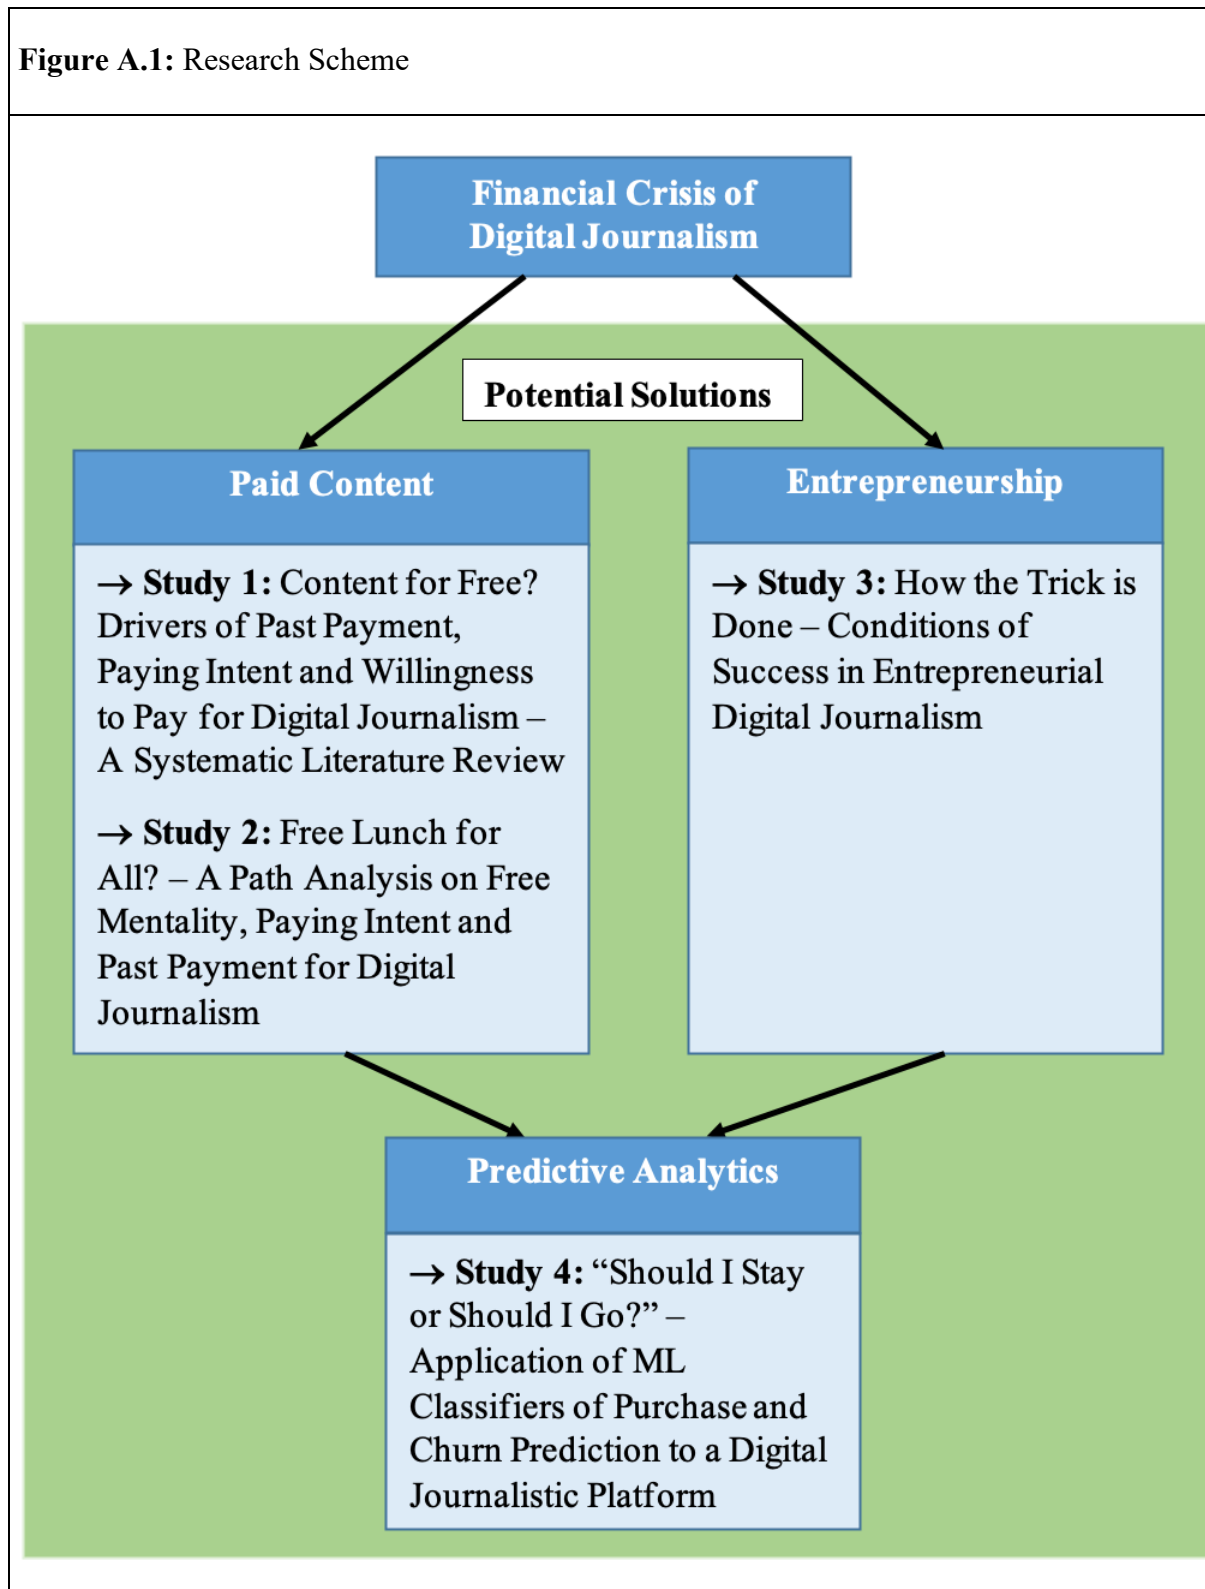 Figure A.1: Research Scheme
Financial Crisis of
Digital Journalism
Potential Solutions
Paid Content
→ Study 1: Content for Free?
Drivers of Past Payment,
Paying Intent and Willingness
to Pay for Digital Journalism –
A Systematic Literature Review
→ Study 2: Free Lunch for
All? – A Path Analysis on Free
Mentality, Paying Intent and
Past Payment for Digital
Journalism
Entrepreneurship
→ Study 3: How the Trick is
Done – Conditions of
Success in Entrepreneurial
Digital Journalism
Predictive Analytics
→ Study 4: “Should I Stay
or Should I Go?” –
Application of ML
Classifiers of Purchase and
Churn Prediction to a Digital
Journalistic Platform